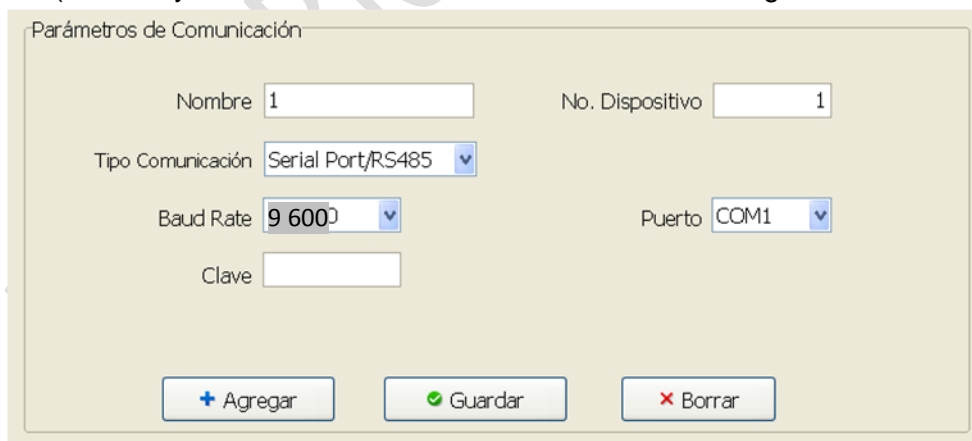 Parámetros de Comunicación
Nombre 1 No. Dispositivo 1
Tipo Comunicación Serial Port/RS485
Baud Rate 9 600 Puerto COM1
Clave
Agregar Guardar Borrar